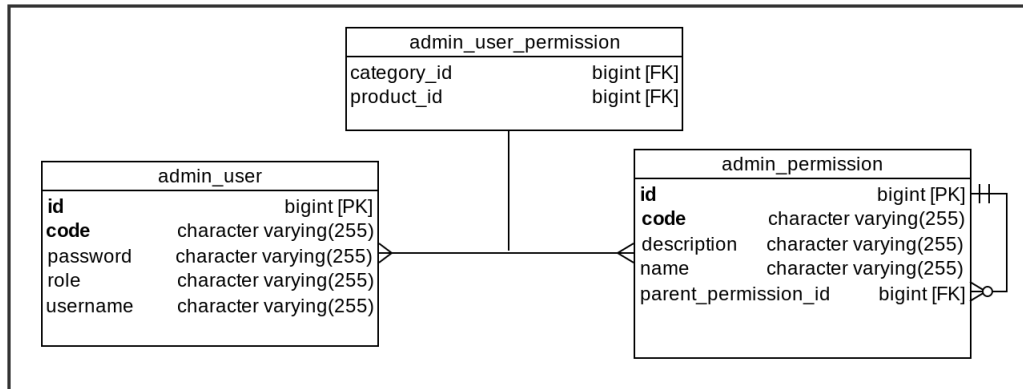 admin_user_permission
category_id bigint [FK]
product_id bigint [FK]
admin_user
id bigint [PK]
code character varying(255)
password character varying(255)
role character varying(255)
username character varying(255)
admin_permission
id bigint [PK]
code character varying(255)
description character varying(255)
name character varying(255)
parent_permission_id bigint [FK]